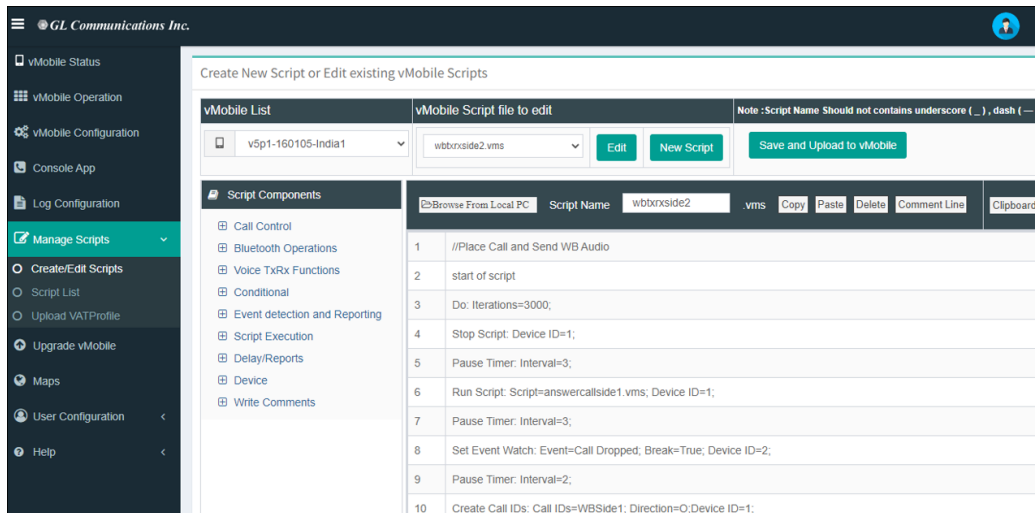 GL Communications Inc.
vMobile Status
vMobile Operation
vMobile Configuration
Console App
Log Configuration
Manage Scripts
Create/Edit Scripts
Script List
Upload VATProfile
Upgrade vMobile
Maps
User Configuration
Help
Create New Script or Edit existing vMobile Scripts
vMobile List
vMobile Script file to edit
Note :Script Name Should not contains underscore ( _ ) , dash ( —
v5p1-160105-India1
wbtxrxside2.vms
Edit
New Script
Save and Upload to vMobile
Script Components
Call Control
Bluetooth Operations
Voice TxRx Functions
Conditional
Event detection and Reporting
Script Execution
Delay/Reports
Device
Write Comments
Browse From Local PC Script Name wbtxrxside2 .vms Copy Paste Delete Comment Line Clipboard
1 //Place Call and Send WB Audio
2 start of script
3 Do: Iterations=3000;
4 Stop Script: Device ID=1;
5 Pause Timer: Interval=3;
6 Run Script: Script=answercallside1.vms; Device ID=1;
7 Pause Timer: Interval=3;
8 Set Event Watch: Event=Call Dropped; Break=True; Device ID=2;
9 Pause Timer: Interval=2;
10 Create Call IDs: Call IDs=WBSide1; Direction=O;Device ID=1;